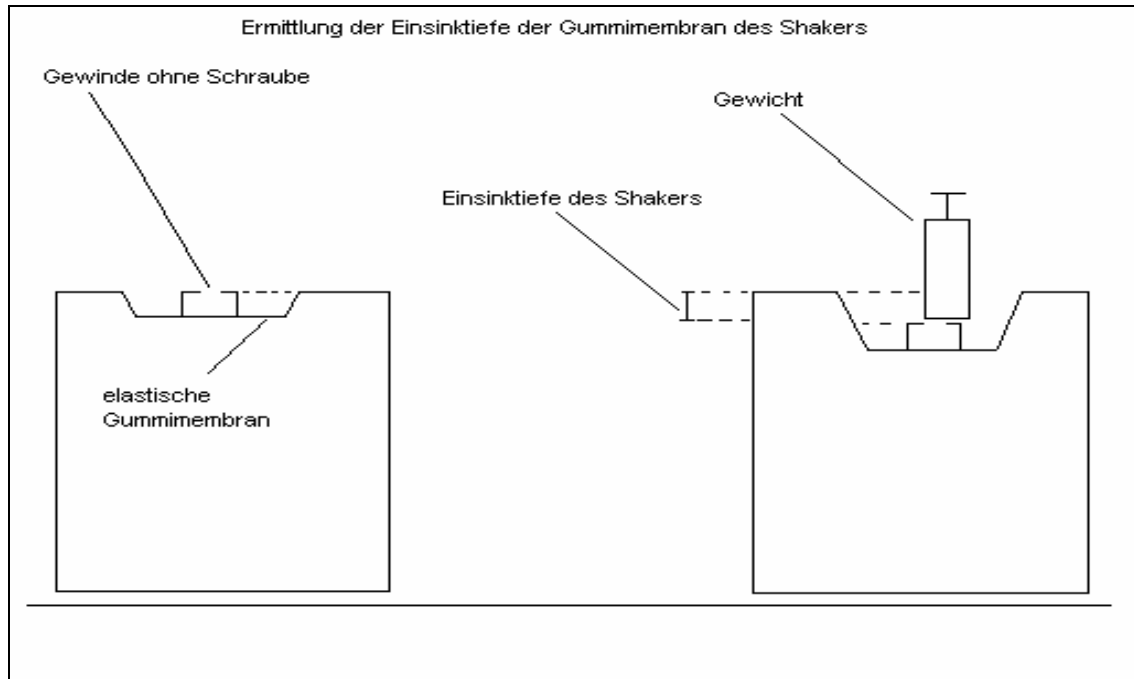 Ermittlung der Einsinktiefe der Gummimembran des Shakers
Gewinde ohne Schraube
Gewicht
Einsinktiefe des Shakers
elastische
Gummimembran